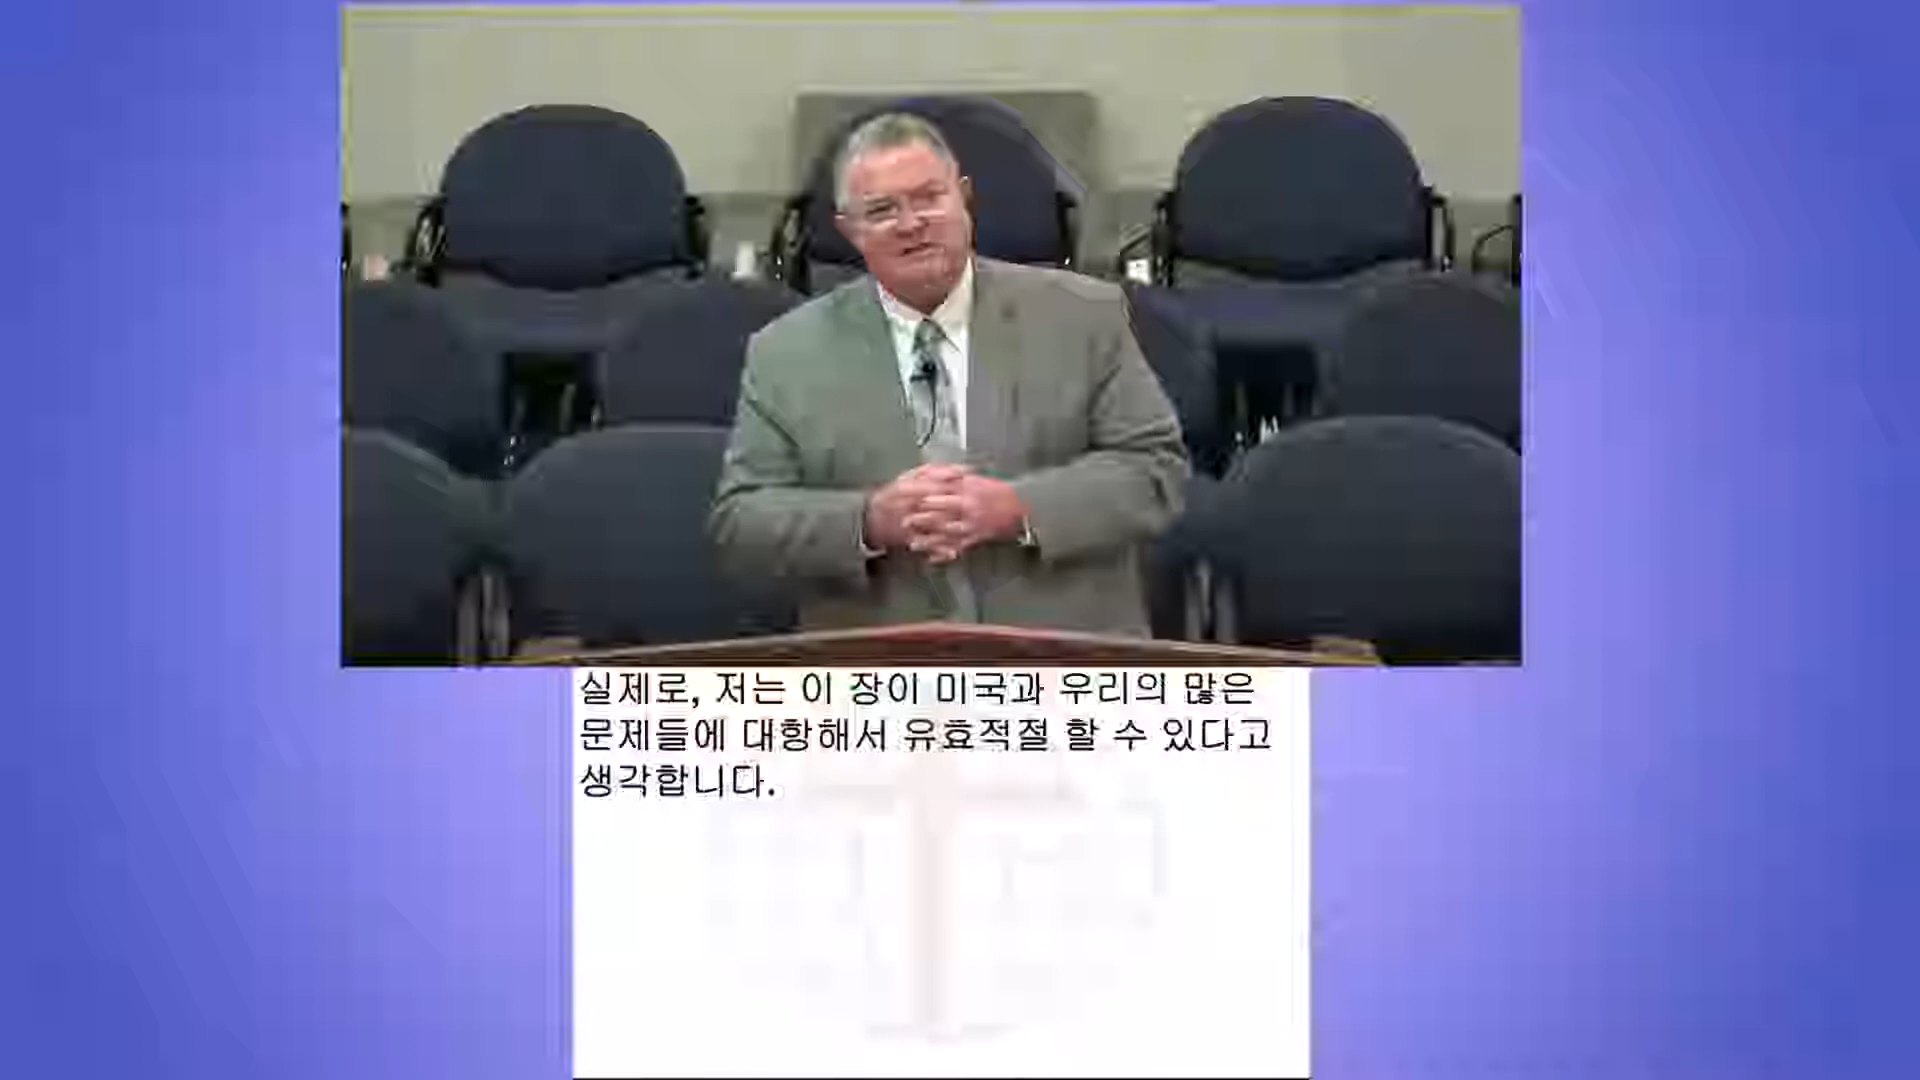 실제로, 저는 이 장이 미국과 우리의 많은
문제들에 대항해서 유효적절 할 수 있다고
생각합니다.